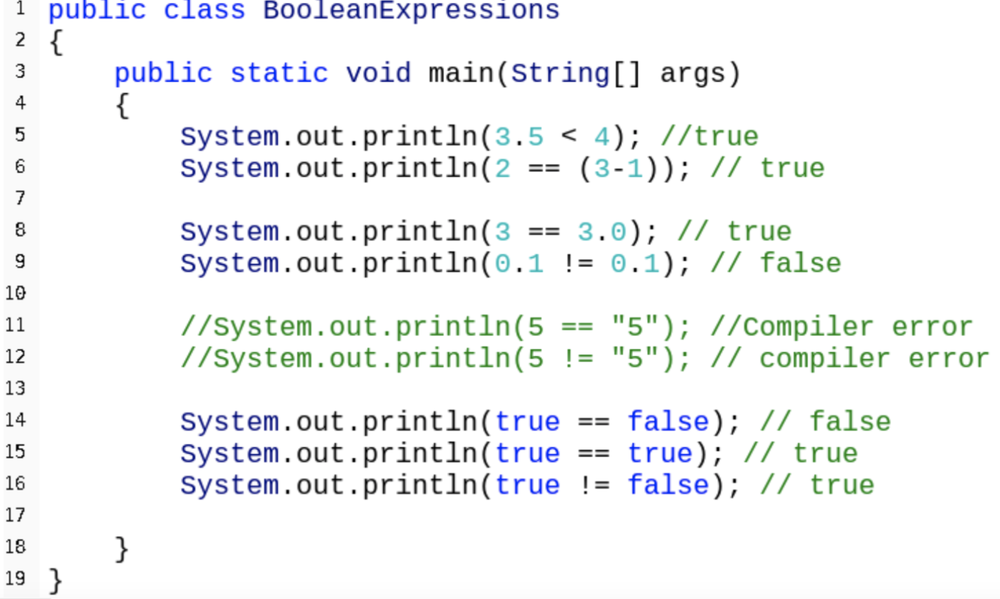 1 public class BooleanExpressions
2 {
3     public static void main(String[] args)
4     {
5         System.out.println(3.5 < 4); //true
6         System.out.println(2 == (3-1)); // true
7
8         System.out.println(3 == 3.0); // true
9         System.out.println(0.1 != 0.1); // false
10
11         //System.out.println(5 == "5"); //Compiler error
12         //System.out.println(5 != "5"); // compiler error
13
14         System.out.println(true == false); // false
15         System.out.println(true == true); // true
16         System.out.println(true != false); // true
17
18     }
19 }